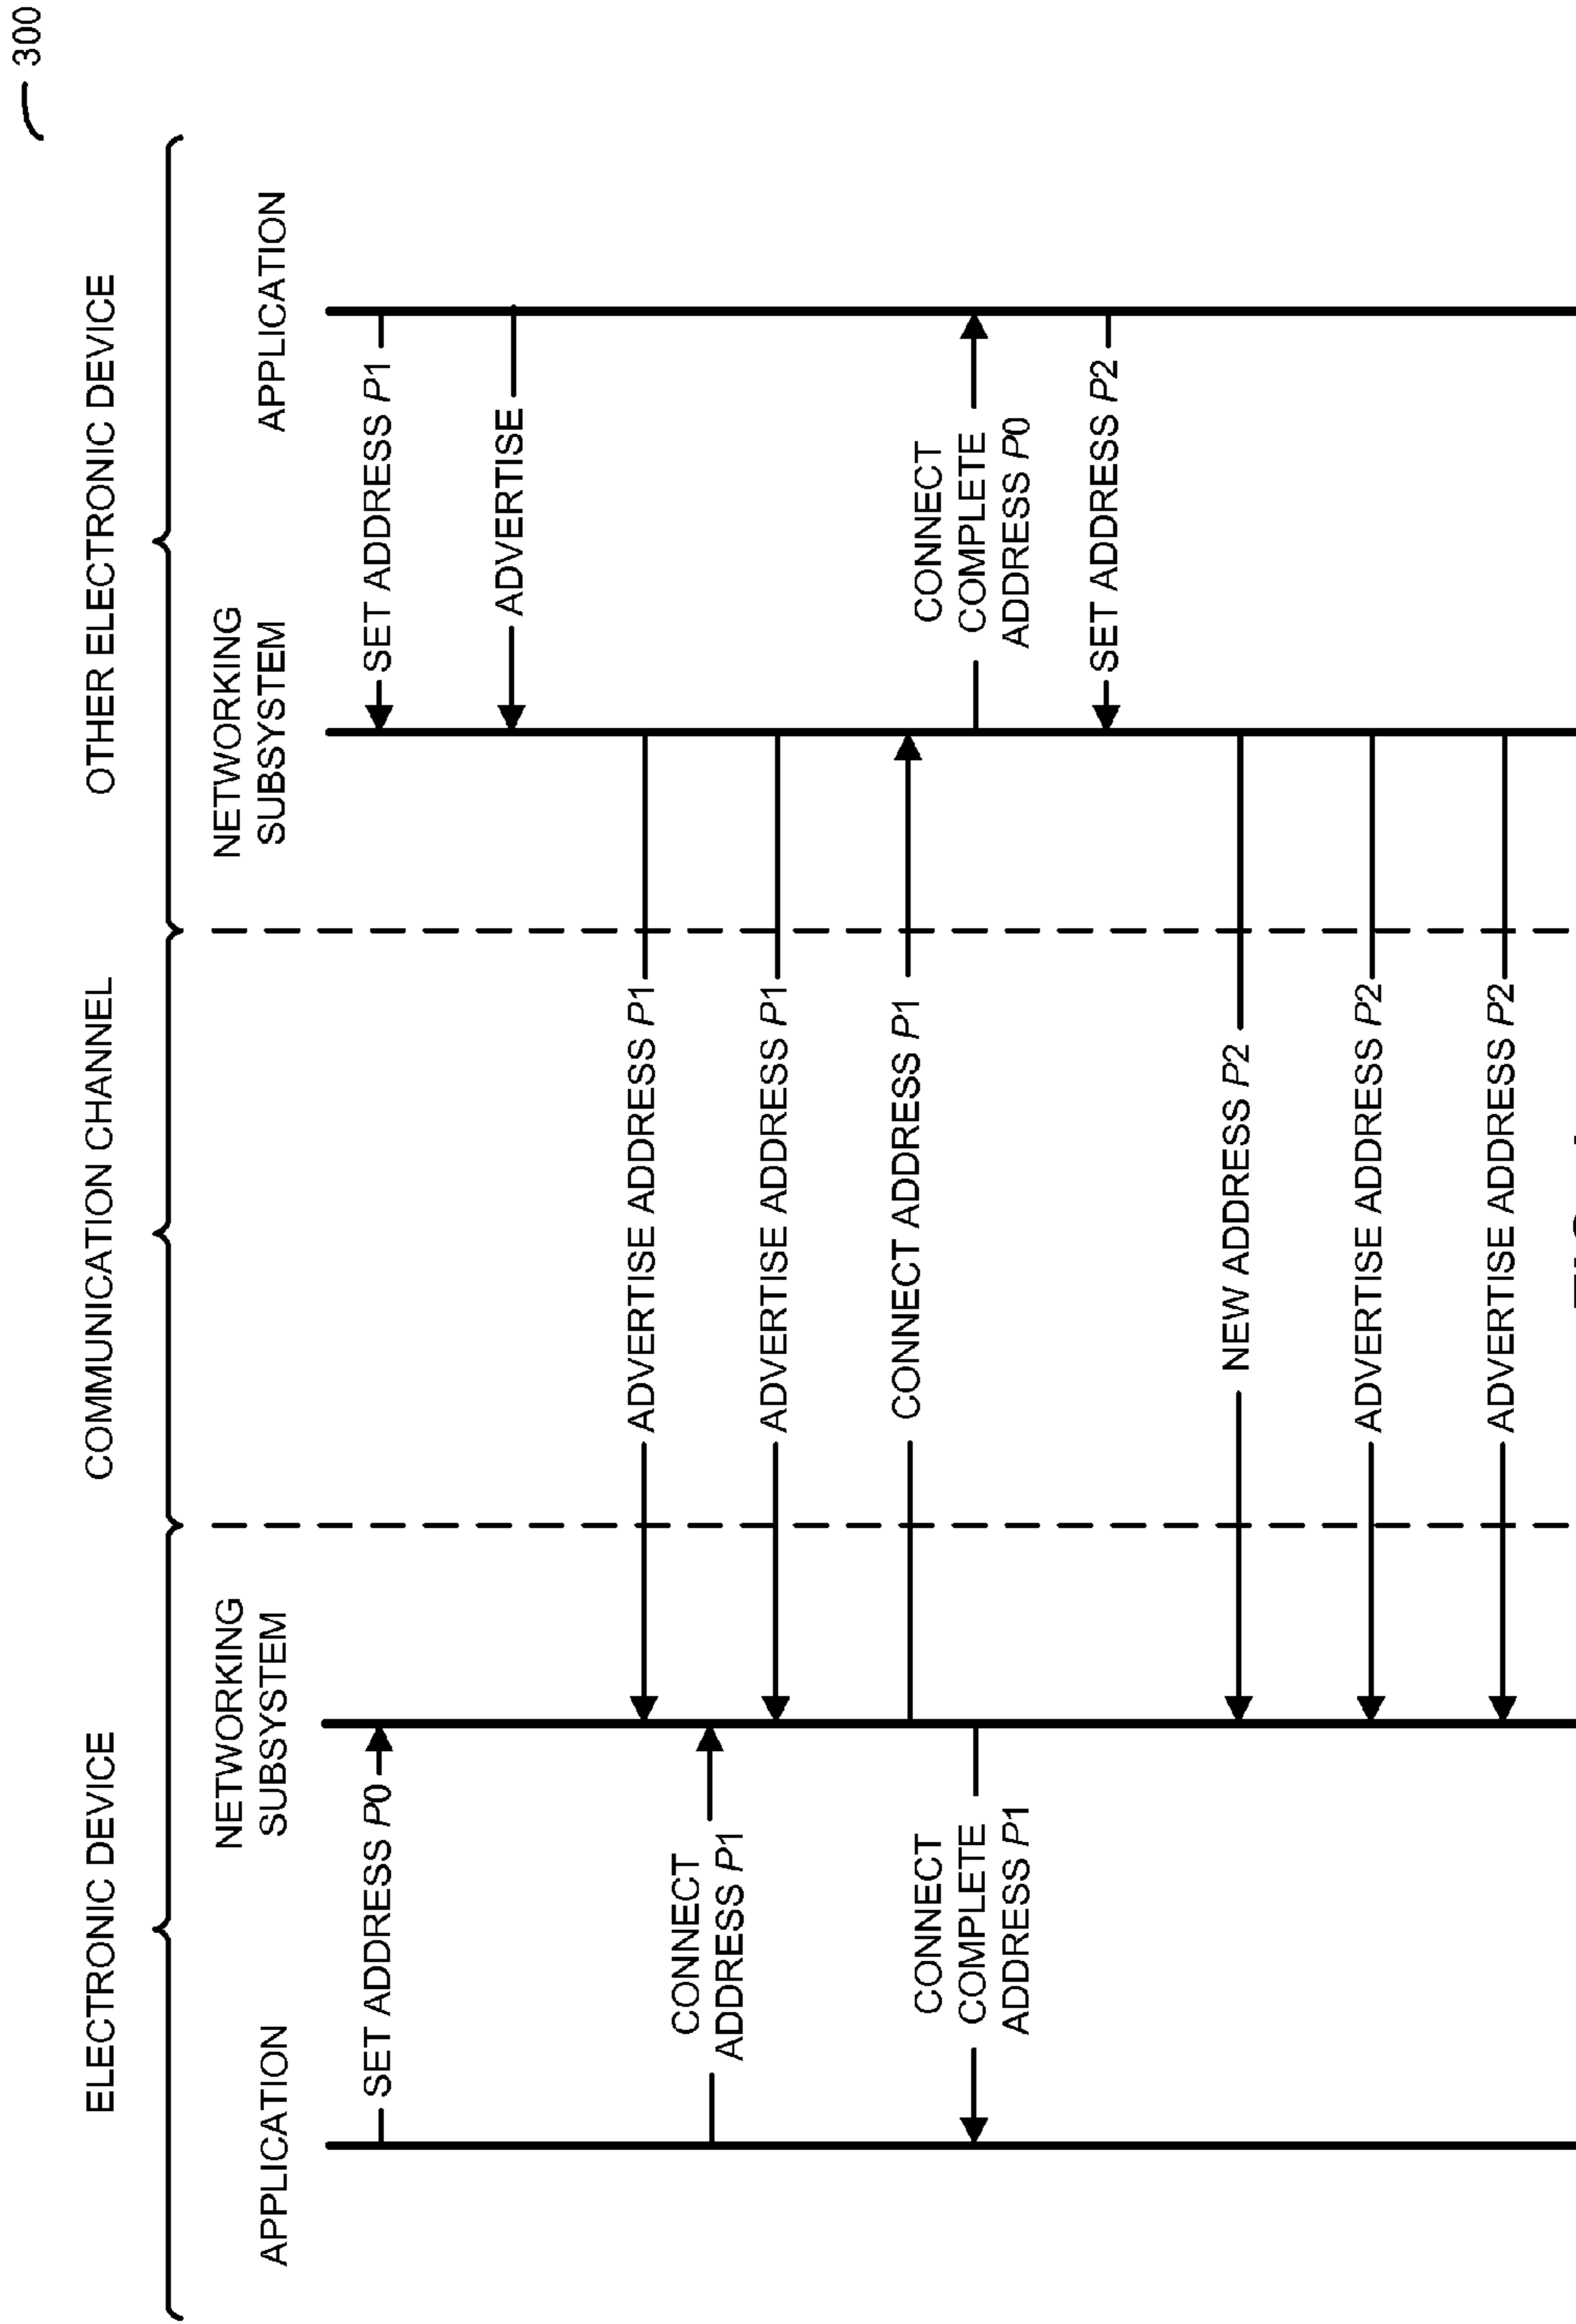 300
ELECTRONIC DEVICE
COMMUNICATION CHANNEL
OTHER ELECTRONIC DEVICE
APPLICATION
NETWORKING
SUBSYSTEM
NETWORKING
SUBSYSTEM
APPLICATION
SET ADDRESS P0
SET ADDRESS P1
ADVERTISE
ADVERTISE ADDRESS P1
CONNECT
ADDRESS P1
ADVERTISE ADDRESS P1
CONNECT ADDRESS P1
CONNECT
COMPLETE
ADDRESS P1
CONNECT
COMPLETE
ADDRESS P0
SET ADDRESS P2
NEW ADDRESS P2
ADVERTISE ADDRESS P2
ADVERTISE ADDRESS P2